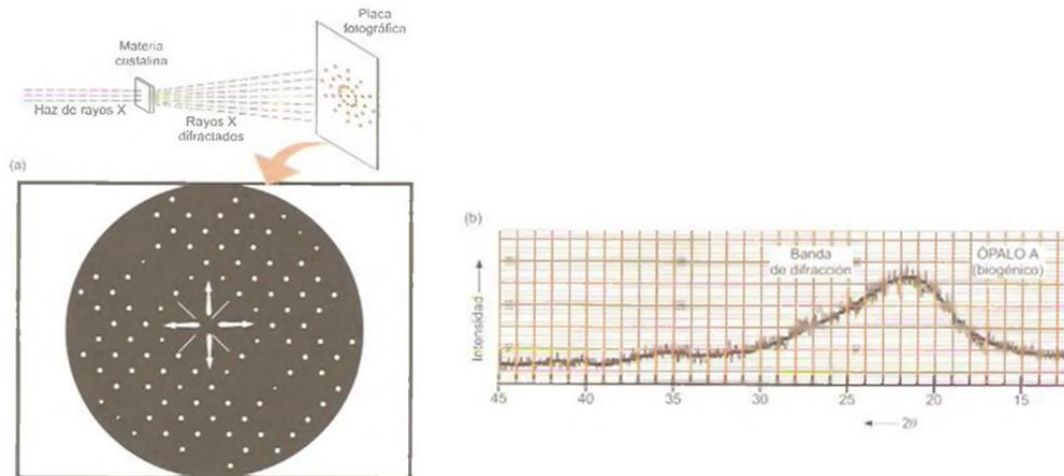 Placa
fotográfica
Materia
cristalina
Haz de rayos X
Rayos X
difractados
(a)
(b)
Banda
de difracción
ÓPALO A
(biogénico)
Intensidad
45 40 35 30 25 20 15
2θ